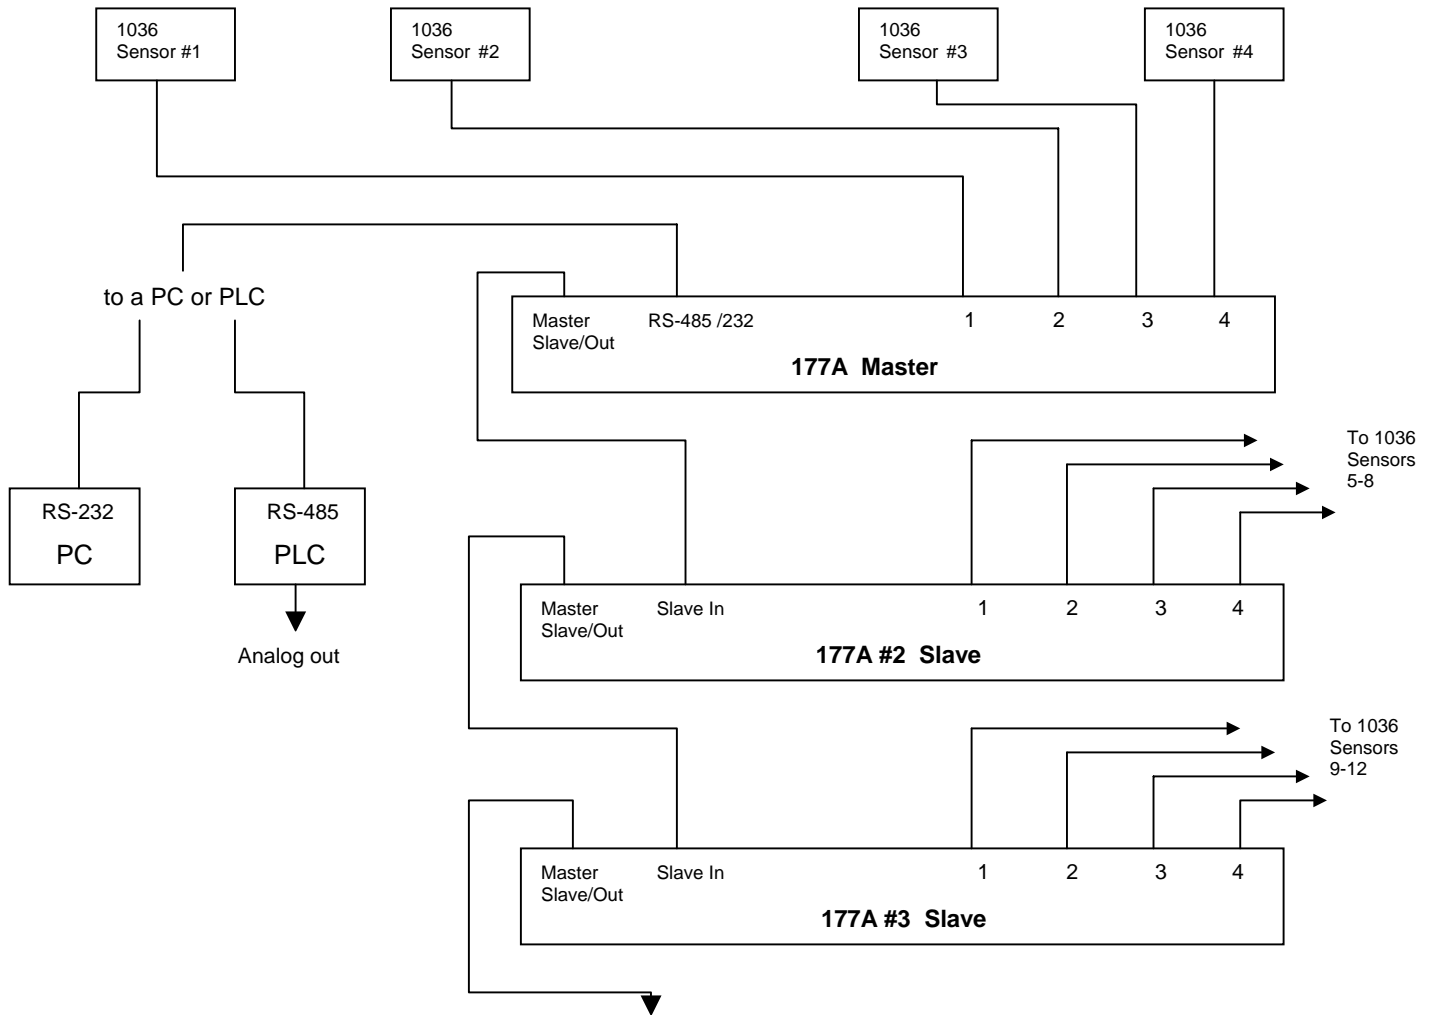 1036
Sensor #1
1036
Sensor #2
1036
Sensor #3
1036
Sensor #4
to a PC or PLC
Master
Slave/Out
RS-485 /232
1
2
3
4
177A Master
To 1036
Sensors
5-8
RS-232
PC
RS-485
PLC
Analog out
Master
Slave/Out
Slave In
1
2
3
4
177A #2 Slave
To 1036
Sensors
9-12
Master
Slave/Out
Slave In
1
2
3
4
177A #3 Slave